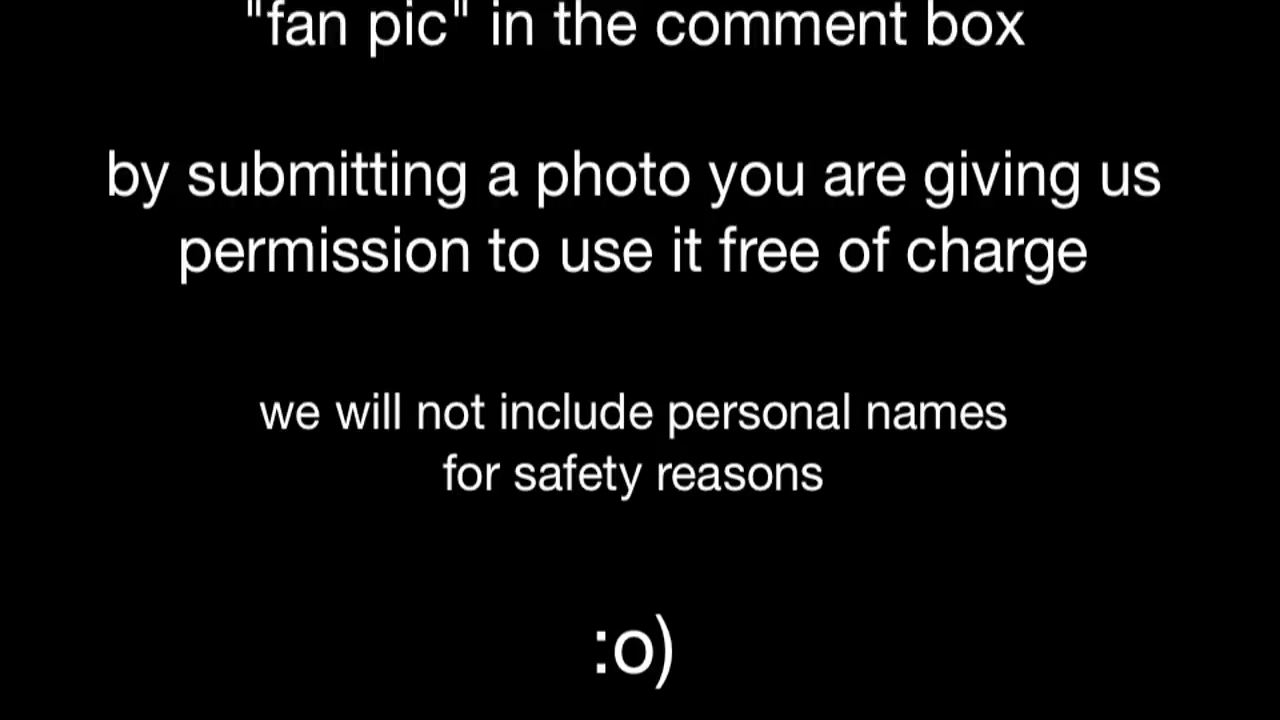 "fan pic" in the comment box
by submitting a photo you are giving us
permission to use it free of charge
we will not include personal names
for safety reasons
:o)